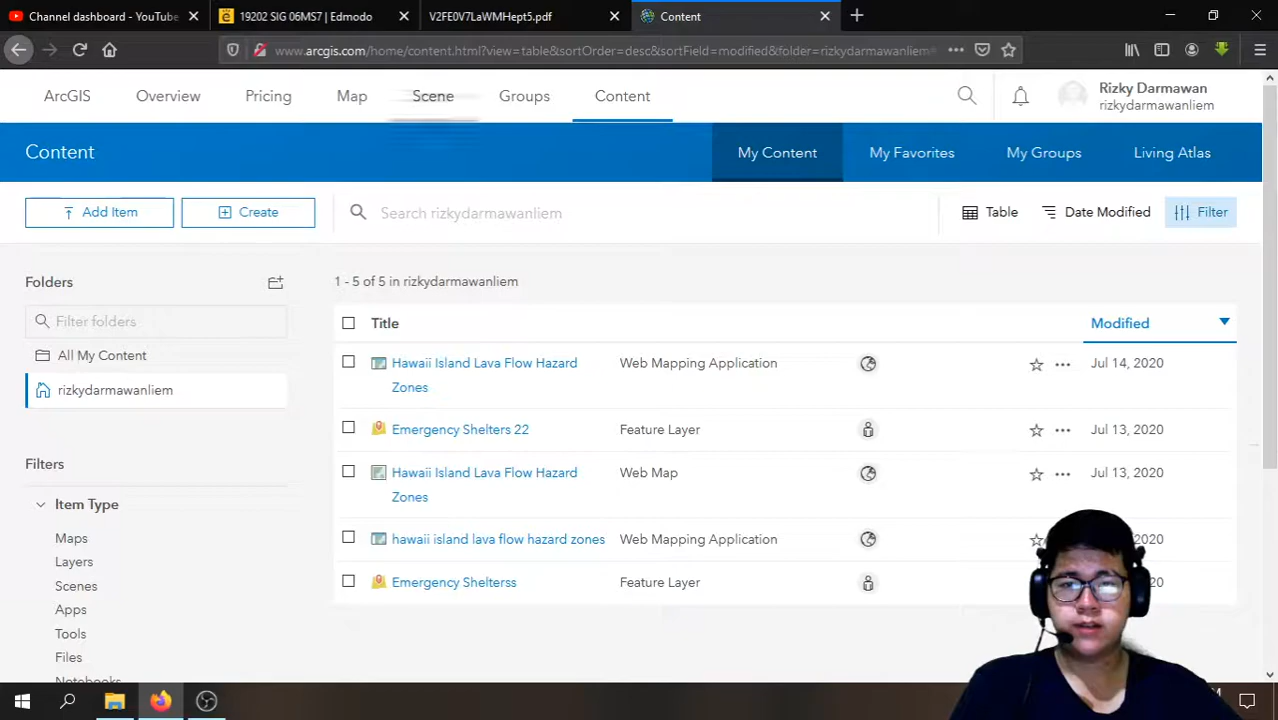 Channel dashboard - YouTube
19202 SIG 06MS7 | Edmodo
V2FE0V7LaWMHept5.pdf
Content
www.arcgis.com/home/content.html?view=table&sortOrder=desc&sortField=modified&folder=rizkydarmawanliem
ArcGIS
Overview
Pricing
Map
Scene
Groups
Content
Rizky Darmawan
rizkydarmawanliem
Content
My Content
My Favorites
My Groups
Living Atlas
Add Item
Create
Search rizkydarmawanliem
Table
Date Modified
Filter
Folders
1 - 5 of 5 in rizkydarmawanliem
Filter folders
All My Content
rizkydarmawanliem
Title
Modified
Hawaii Island Lava Flow Hazard
Zones
Web Mapping Application
Jul 14, 2020
Emergency Shelters 22
Feature Layer
Jul 13, 2020
Hawaii Island Lava Flow Hazard
Zones
Web Map
Jul 13, 2020
hawaii island lava flow hazard zones
Web Mapping Application
2020
Emergency Shelterss
Feature Layer
20
Filters
Item Type
Maps
Layers
Scenes
Apps
Tools
Files
Notebooks